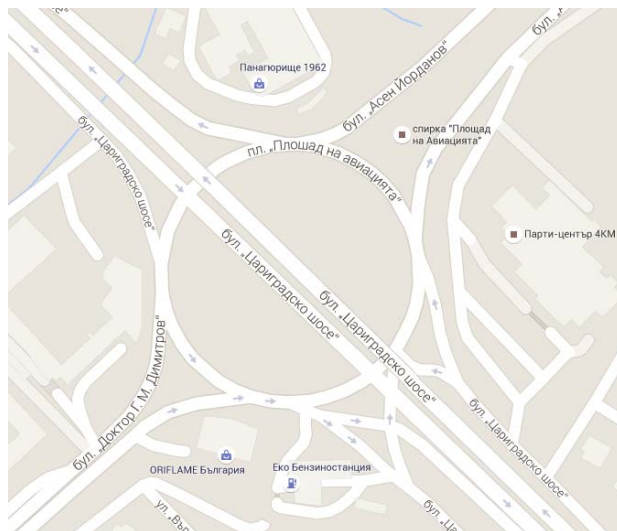 Панагюрище 1962
бул. „Асен Йорданов“
спирка "Площад
на Авиацията"
бул. „Цариградско шосе“
пл. „Площад на авиацията“
Парти-център 4КМ
бул. „Цариградско шосе“
бул. „Цариградско шосе“
бул. „Доктор Г. М. Димитров“
бул. „Цариградско шосе“
ORIFLAME България
Еко Бензиностанция